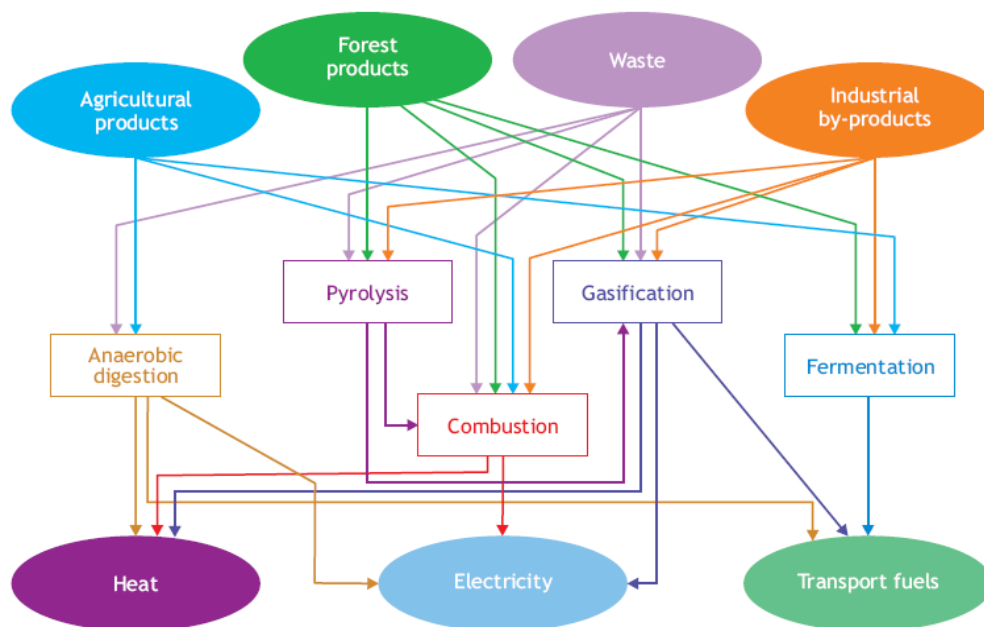 Forest
products
Waste
Agricultural
products
Industrial
by-products
Pyrolysis
Gasification
Anaerobic
digestion
Fermentation
Combustion
Heat
Electricity
Transport fuels